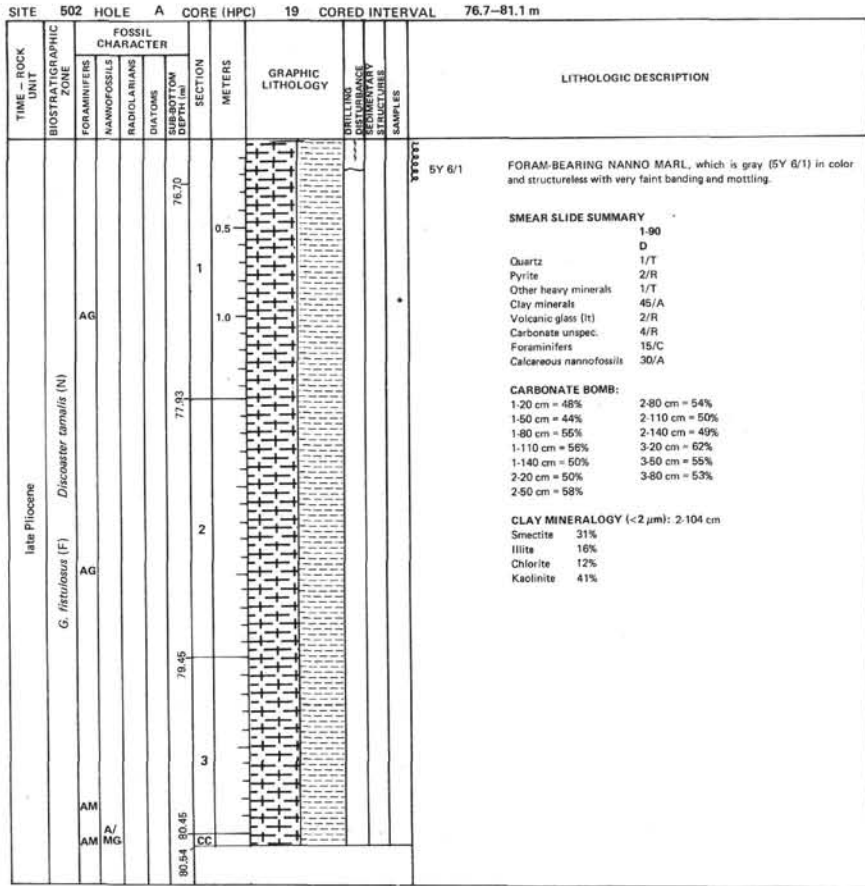 SITE 502 HOLE A CORE (HPC) 19 CORED INTERVAL 76.7–81.1 m
TIME – ROCK UNIT
BIOSTRATIGRAPHIC ZONE
FOSSIL CHARACTER
FORAMINIFERS
NANNOFOSSILS
RADIOLARIANS
DIATOMS
SUB-BOTTOM DEPTH (m)
SECTION
METERS
GRAPHIC LITHOLOGY
DRILLING DISTURBANCE
SEDIMENTARY STRUCTURES
SAMPLES
LITHOLOGIC DESCRIPTION
late Pliocene
G. fistulosus (F) Discoaster tamalis (N)
AG
AG
AM
AM
A/
MG
76.70
77.93
79.45
80.45
80.54
1
2
3
CC
0.5
1.0
5Y 6/1
FORAM-BEARING NANNO MARL, which is gray (5Y 6/1) in color
and structureless with very faint banding and mottling.
SMEAR SLIDE SUMMARY
1-90
D
Quartz 1/T
Pyrite 2/R
Other heavy minerals 1/T
Clay minerals 45/A
Volcanic glass (lt) 2/R
Carbonate unspec. 4/R
Foraminifers 15/C
Calcareous nannofossils 30/A
CARBONATE BOMB:
1-20 cm = 48% 2-80 cm = 54%
1-50 cm = 44% 2-110 cm = 50%
1-80 cm = 55% 2-140 cm = 49%
1-110 cm = 56% 3-20 cm = 62%
1-140 cm = 50% 3-50 cm = 55%
2-20 cm = 50% 3-80 cm = 53%
2-50 cm = 58%
CLAY MINERALOGY (<2 μm): 2-104 cm
Smectite 31%
Illite 16%
Chlorite 12%
Kaolinite 41%